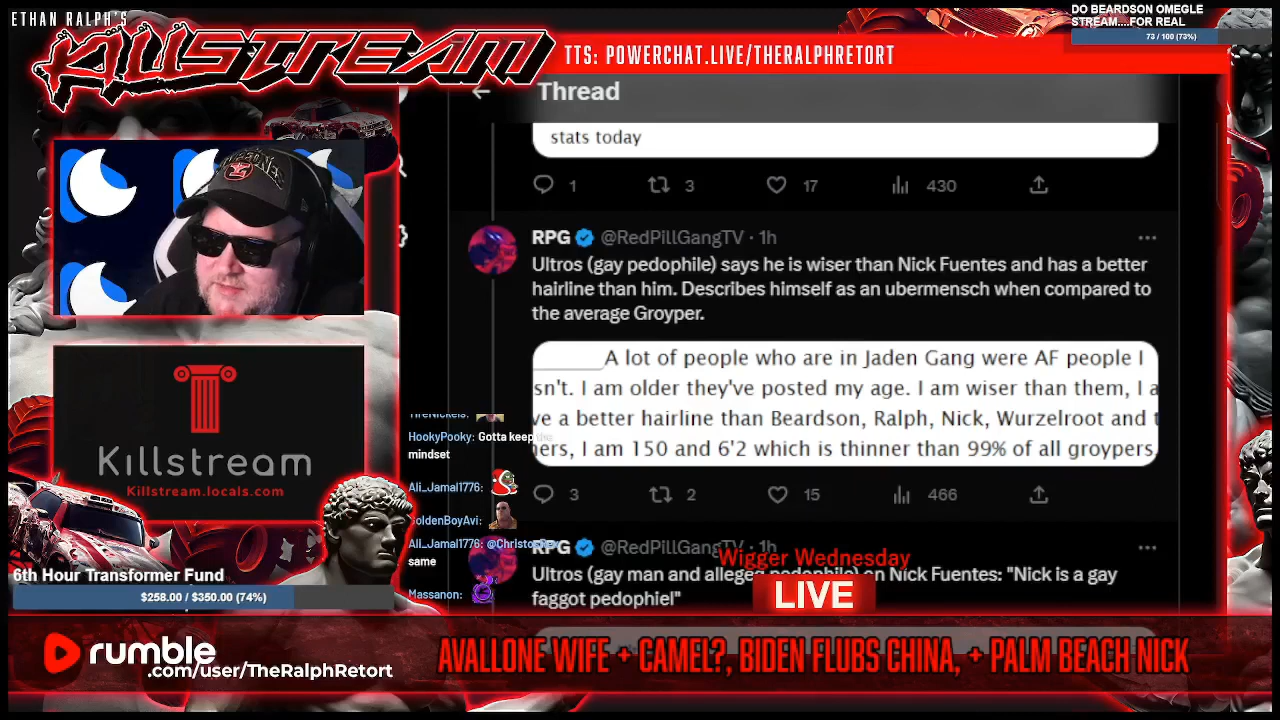 ETHAN RALPH'S
KILLSTREAM
TTS: POWERCHAT.LIVE/THERALPHRETORT
DO BEARDSON OMEGLE
STREAM....FOR REAL
73 / 100 (73%)
Thread
stats today
1 3 17 430
RPG @RedPillGangTV · 1h
Ultros (gay pedophile) says he is wiser than Nick Fuentes and has a better
hairline than him. Describes himself as an ubermensch when compared to
the average Groyper.
A lot of people who are in Jaden Gang were AF people I
sn't. I am older they've posted my age. I am wiser than them, I a
ve a better hairline than Beardson, Ralph, Nick, Wurzelroot and t
ers, I am 150 and 6'2 which is thinner than 99% of all groypers,
3 2 15 466
RPG @RedPillGangTV · 1h
Ultros (gay man and alleged pedophile) on Nick Fuentes: "Nick is a gay
faggot pedophiel"
HookyPooky: Gotta keep the
mindset
Ali_Jamal1776:
GoldenBoyAvi:
Ali_Jamal1776: @Christopher
same
Massanon:
Killstream
Killstream.locals.com
6th Hour Transformer Fund
$258.00 / $350.00 (74%)
Wigger Wednesday
LIVE
rumble
.com/user/TheRalphRetort
AVALLONE WIFE + CAMEL?, BIDEN FLUBS CHINA, + PALM BEACH NICK